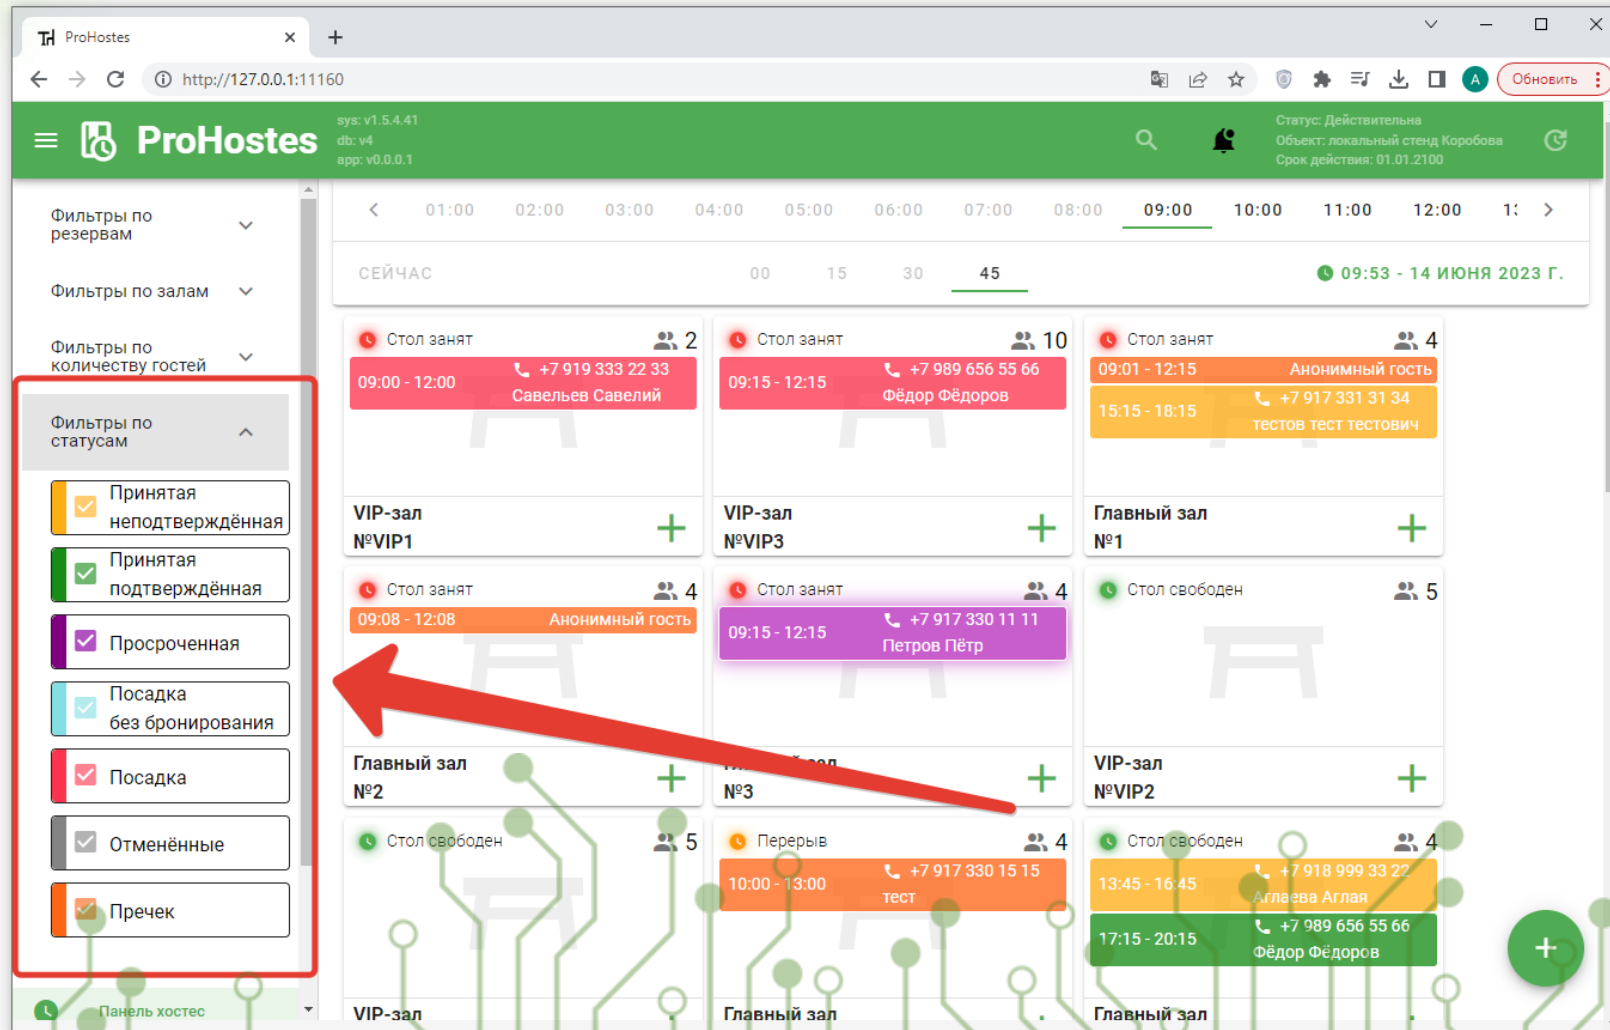 ProHostes
http://127.0.0.1:11160
A
Обновить
ProHostes
sys: v1.5.4.41
db: v4
app: v0.0.0.1
Статус: Действительна
Объект: локальный стенд Коробова
Срок действия: 01.01.2100
Фильтры по
резервам
Фильтры по залам
Фильтры по
количеству гостей
Фильтры по
статусам
Принятая
неподтверждённая
Принятая
подтверждённая
Просроченная
Посадка
без бронирования
Посадка
Отменённые
Пречек
Панель хостес
01:00 02:00 03:00 04:00 05:00 06:00 07:00 08:00 09:00 10:00 11:00 12:00
СЕЙЧАС 00 15 30 45 09:53 - 14 ИЮНЯ 2023 Г.
Стол занят 2
09:00 - 12:00 +7 919 333 22 33
Савельев Савелий
VIP-зал
№VIP1
Стол занят 10
09:15 - 12:15 +7 989 656 55 66
Фёдор Фёдоров
VIP-зал
№VIP3
Стол занят 4
09:01 - 12:15 Анонимный гость
15:15 - 18:15 +7 917 331 31 34
тестов тест тестович
Главный зал
№1
Стол занят 4
09:08 - 12:08 Анонимный гость
Главный зал
№2
Стол занят 4
09:15 - 12:15 +7 917 330 11 11
Петров Пётр
зал
№3
Стол свободен 5
VIP-зал
№VIP2
Стол свободен 5
VIP-зал
Перерыв 4
10:00 - 13:00 +7 917 330 15 15
тест
Главный зал
Стол свободен 4
13:45 - 16:45 +7 918 999 33 22
Аглаева Аглая
17:15 - 20:15 +7 989 656 55 66
Фёдор Фёдоров
Главный зал